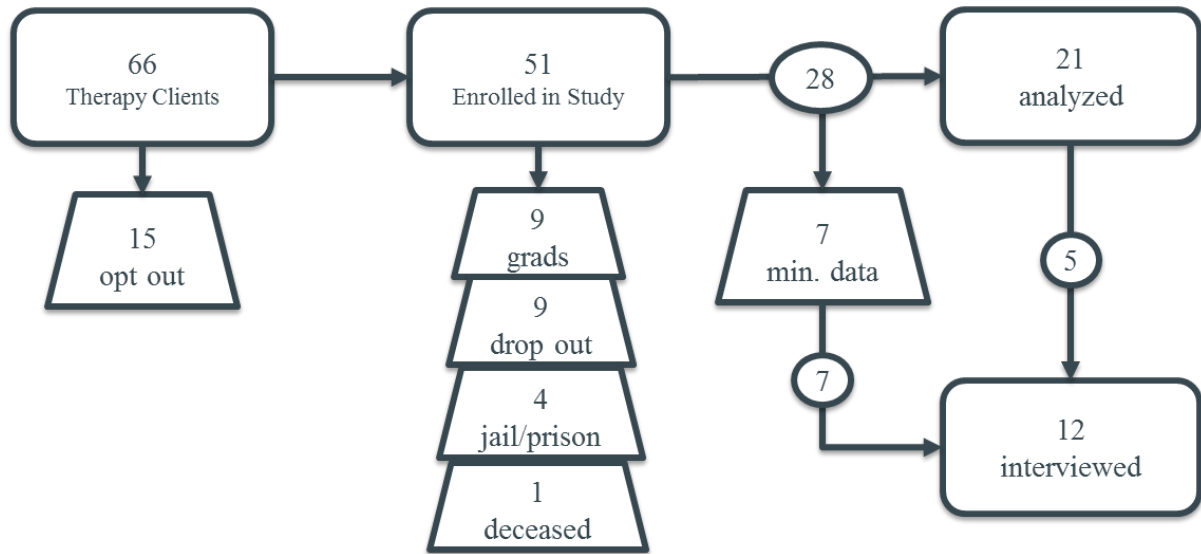 66
Therapy Clients
15
opt out
51
Enrolled in Study
9
grads
9
drop out
4
jail/prison
1
deceased
28
7
min. data
7
21
analyzed
5
12
interviewed